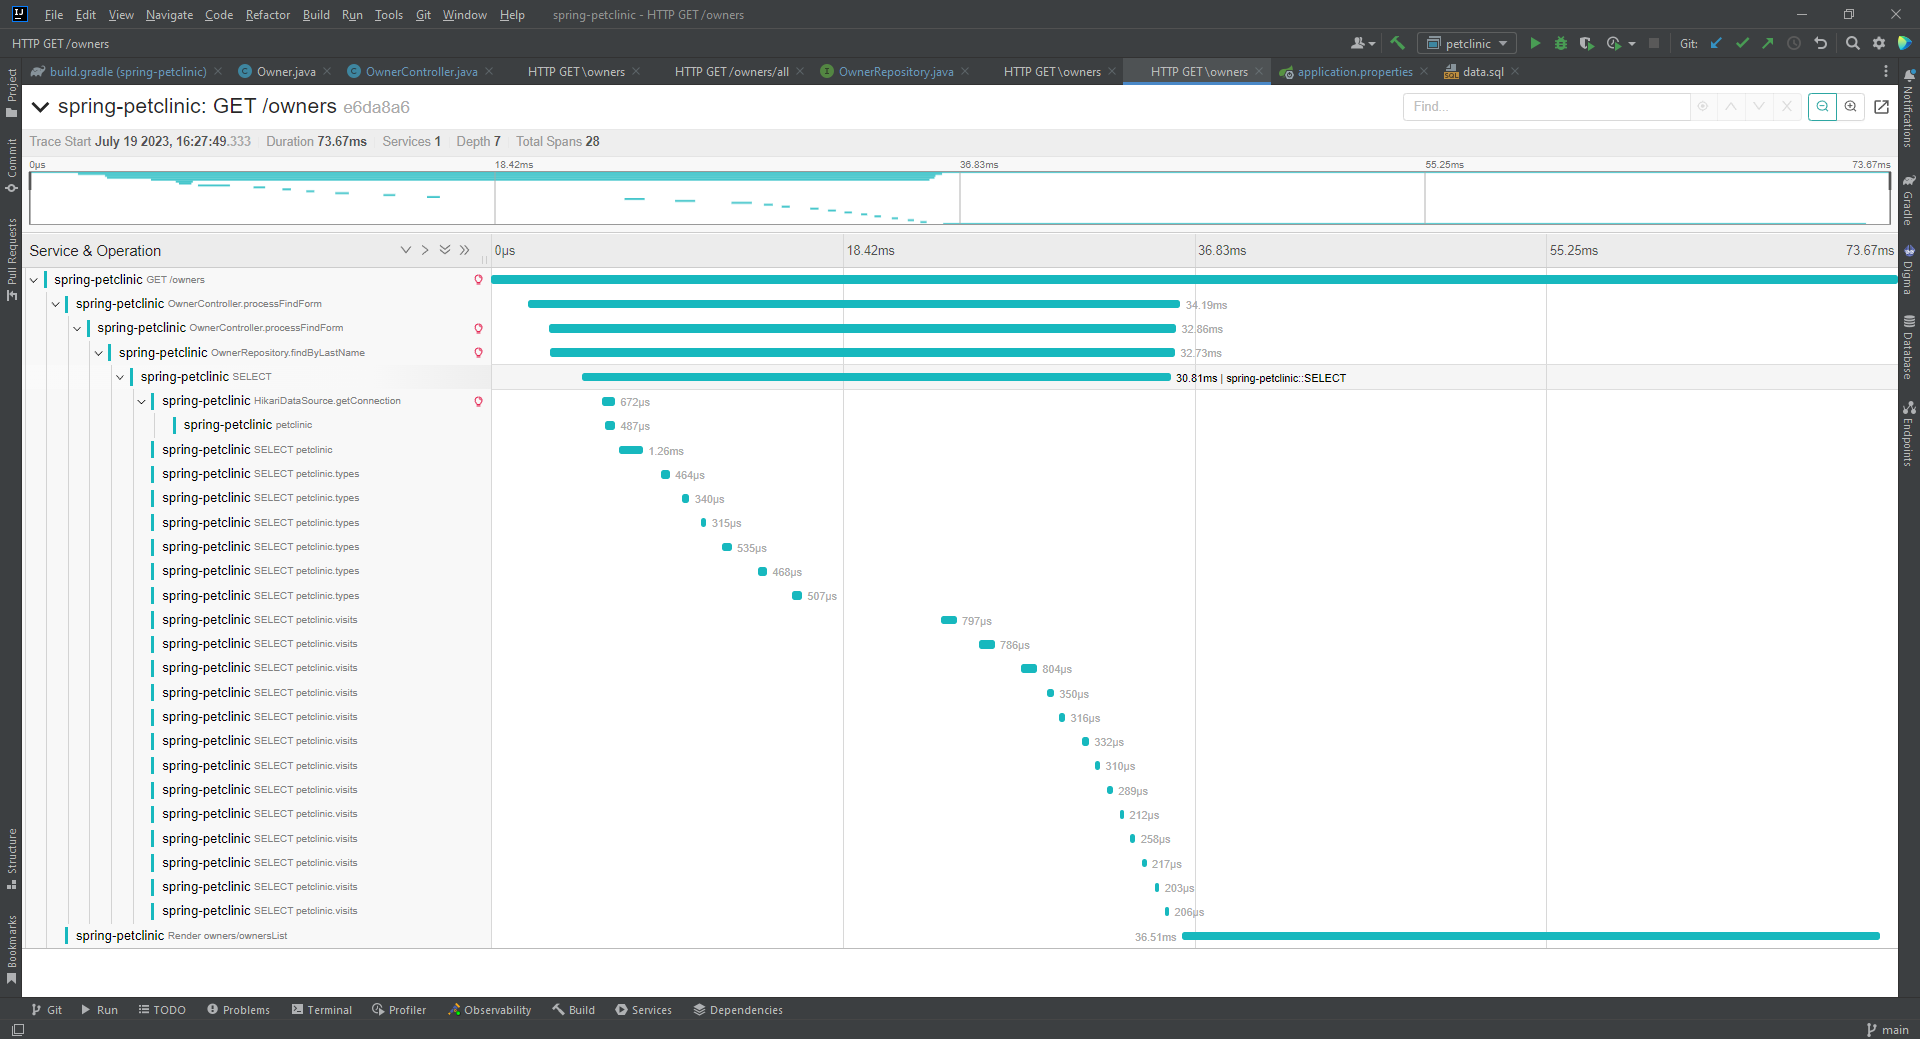 File Edit View Navigate Code Refactor Build Run Tools Git Window Help spring-petclinic - HTTP GET /owners
HTTP GET /owners petclinic Git:
build.gradle (spring-petclinic) Owner.java OwnerController.java HTTP GET \owners HTTP GET /owners/all OwnerRepository.java HTTP GET \owners HTTP GET \owners application.properties data.sql
spring-petclinic: GET /owners e6da8a6 Find...
Trace Start July 19 2023, 16:27:49.333 Duration 73.67ms Services 1 Depth 7 Total Spans 28
0μs 18.42ms 36.83ms 55.25ms 73.67ms
Service & Operation 0μs 18.42ms 36.83ms 55.25ms 73.67ms
spring-petclinic GET /owners
spring-petclinic OwnerController.processFindForm 34.19ms
spring-petclinic OwnerController.processFindForm 32.86ms
spring-petclinic OwnerRepository.findByLastName 32.73ms
spring-petclinic SELECT 30.81ms | spring-petclinic::SELECT
spring-petclinic HikariDataSource.getConnection 672μs
spring-petclinic petclinic 487μs
spring-petclinic SELECT petclinic 1.26ms
spring-petclinic SELECT petclinic.types 464μs
spring-petclinic SELECT petclinic.types 340μs
spring-petclinic SELECT petclinic.types 315μs
spring-petclinic SELECT petclinic.types 535μs
spring-petclinic SELECT petclinic.types 468μs
spring-petclinic SELECT petclinic.types 507μs
spring-petclinic SELECT petclinic.visits 797μs
spring-petclinic SELECT petclinic.visits 786μs
spring-petclinic SELECT petclinic.visits 804μs
spring-petclinic SELECT petclinic.visits 350μs
spring-petclinic SELECT petclinic.visits 316μs
spring-petclinic SELECT petclinic.visits 332μs
spring-petclinic SELECT petclinic.visits 310μs
spring-petclinic SELECT petclinic.visits 289μs
spring-petclinic SELECT petclinic.visits 212μs
spring-petclinic SELECT petclinic.visits 258μs
spring-petclinic SELECT petclinic.visits 217μs
spring-petclinic SELECT petclinic.visits 203μs
spring-petclinic SELECT petclinic.visits 206μs
spring-petclinic Render owners/ownersList 36.51ms
Project
Commit
Pull Requests
Structure
Bookmarks
Notifications
Gradle
Digma
Database
Endpoints
Git Run TODO Problems Terminal Profiler Observability Build Services Dependencies
main